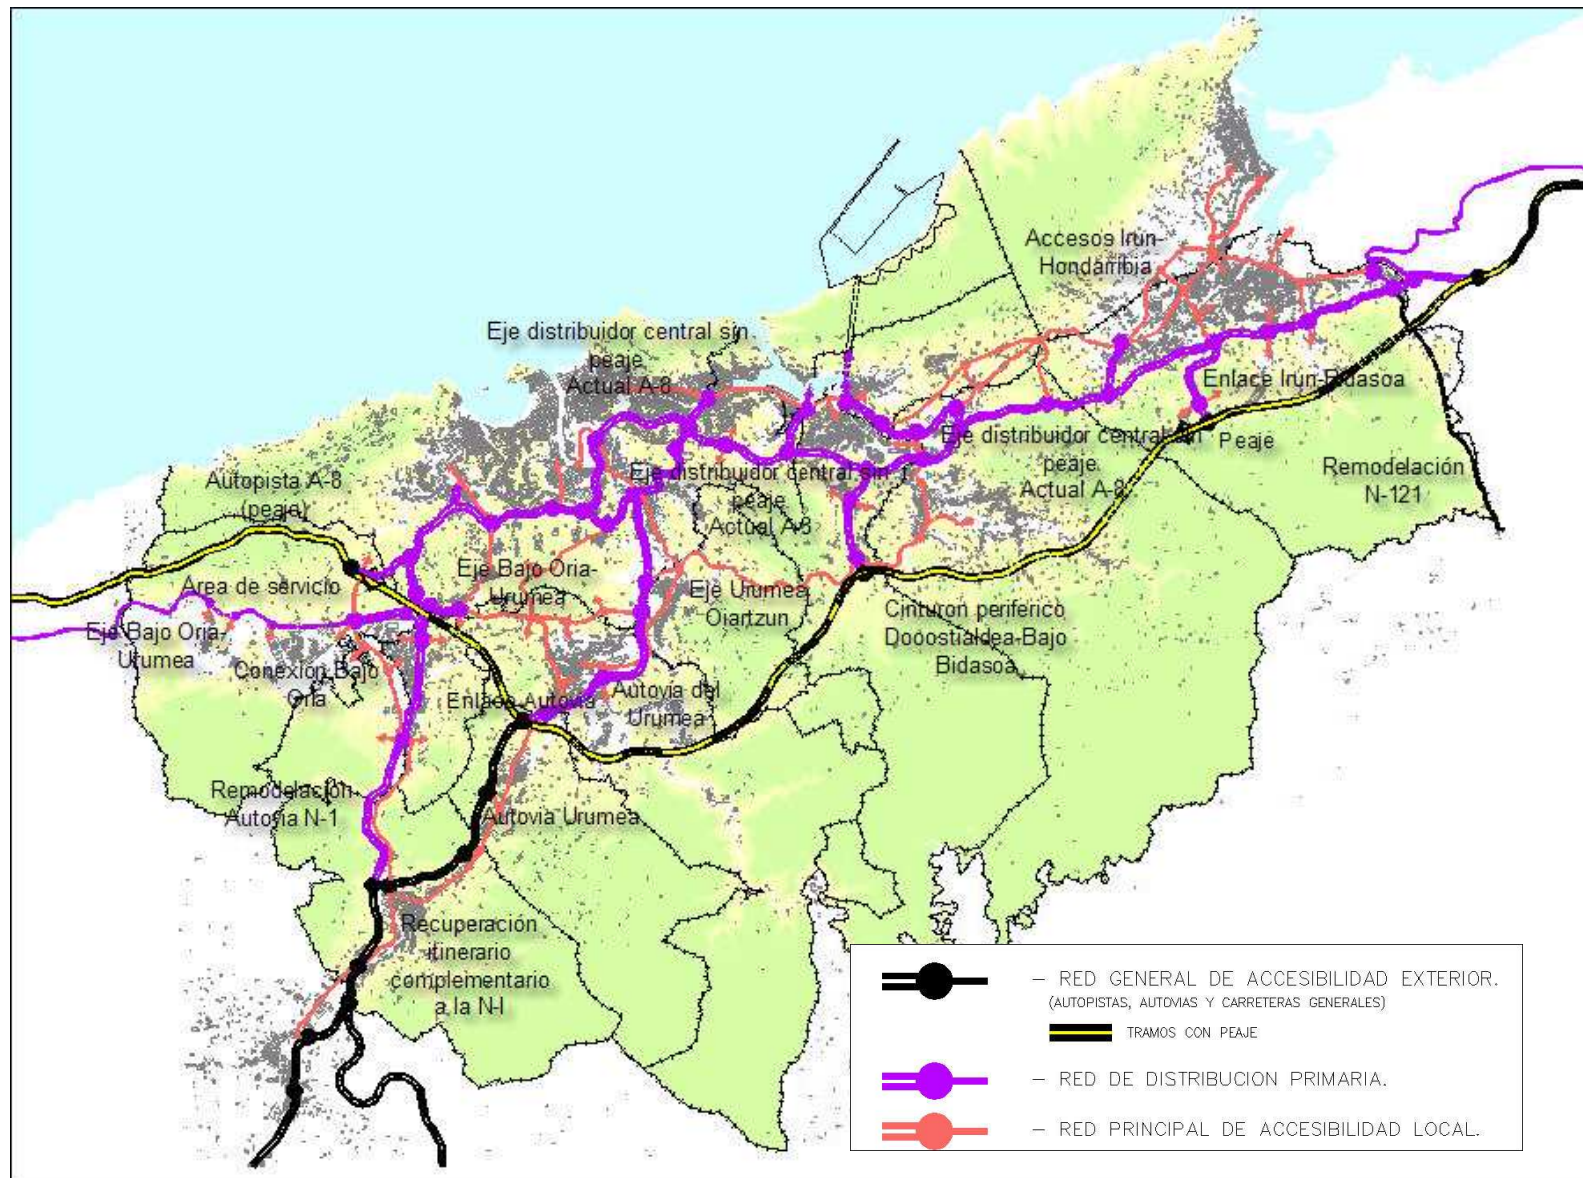 Accesos Irun-
Hondarribia
Eje distribuidor central sin
peaje
Actual A-8
Enlace Irun-Bidasoa
Eje distribuidor central sin
peaje
Actual A-8
Peaje
Remodelación
N-121
Autopista A-8
(peaje)
Eje distribuidor central sin
peaje
Actual A-8
Area de servicio
Eje Bajo Oria-
Urumea
Eje Urumea
Oiartzun
Cinturon periferico
Donostialdea-Bajo
Bidasoa
Eje Bajo Oria-
Urumea
Conexion Bajo
Oria
Enlace Autovia
Autovia del
Urumea
Remodelación
Autovia N-1
Autovia Urumea
Recuperación
itinerario
complementario
a la N-I
– RED GENERAL DE ACCESIBILIDAD EXTERIOR.
(AUTOPISTAS, AUTOVIAS Y CARRETERAS GENERALES)
TRAMOS CON PEAJE
– RED DE DISTRIBUCION PRIMARIA.
– RED PRINCIPAL DE ACCESIBILIDAD LOCAL.